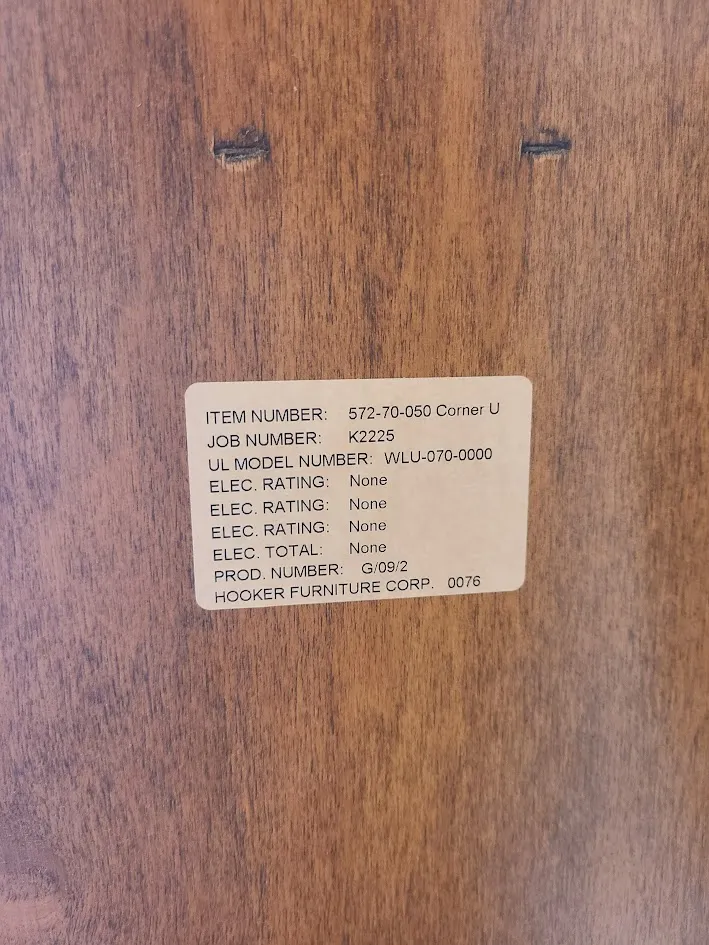 ITEM NUMBER: 572-70-050 Corner U
JOB NUMBER: K2225
UL MODEL NUMBER: WLU-070-0000
ELEC. RATING: None
ELEC. RATING: None
ELEC. RATING: None
ELEC. TOTAL: None
PROD. NUMBER: G/09/2
HOOKER FURNITURE CORP. 0076